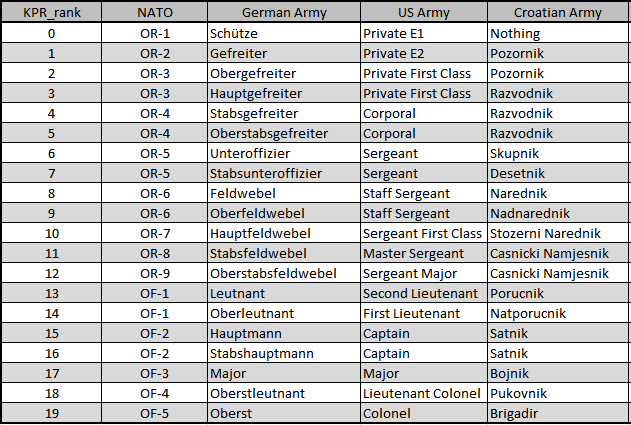 KPR_rank NATO German Army US Army Croatian Army
0 OR-1 Schütze Private E1 Nothing
1 OR-2 Gefreiter Private E2 Pozornik
2 OR-3 Obergefreiter Private First Class Pozornik
3 OR-3 Hauptgefreiter Private First Class Razvodnik
4 OR-4 Stabsgefreiter Corporal Razvodnik
5 OR-4 Oberstabsgefreiter Corporal Razvodnik
6 OR-5 Unteroffizier Sergeant Skupnik
7 OR-5 Stabsunteroffizier Sergeant Desetnik
8 OR-6 Feldwebel Staff Sergeant Narednik
9 OR-6 Oberfeldwebel Staff Sergeant Nadnarednik
10 OR-7 Hauptfeldwebel Sergeant First Class Stozerni Narednik
11 OR-8 Stabsfeldwebel Master Sergeant Casnicki Namjesnik
12 OR-9 Oberstabsfeldwebel Sergeant Major Casnicki Namjesnik
13 OF-1 Leutnant Second Lieutenant Porucnik
14 OF-1 Oberleutnant First Lieutenant Natporucnik
15 OF-2 Hauptmann Captain Satnik
16 OF-2 Stabshauptmann Captain Satnik
17 OF-3 Major Major Bojnik
18 OF-4 Oberstleutnant Lieutenant Colonel Pukovnik
19 OF-5 Oberst Colonel Brigadir